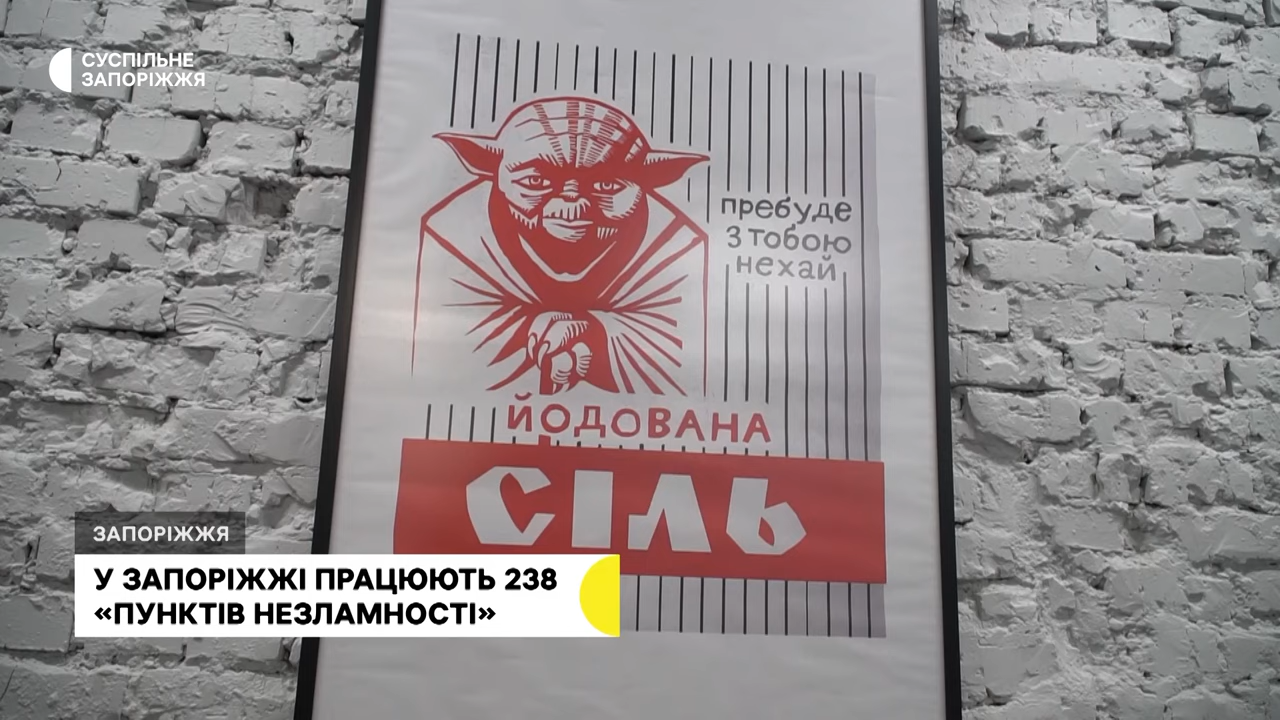 СУСПІЛЬНЕ
ЗАПОРІЖЖЯ
пребуде
з тобою
нехай
ЙОДОВАНА
СІЛЬ
ЗАПОРІЖЖЯ
У ЗАПОРІЖЖІ ПРАЦЮЮТЬ 238
«ПУНКТІВ НЕЗЛАМНОСТІ»